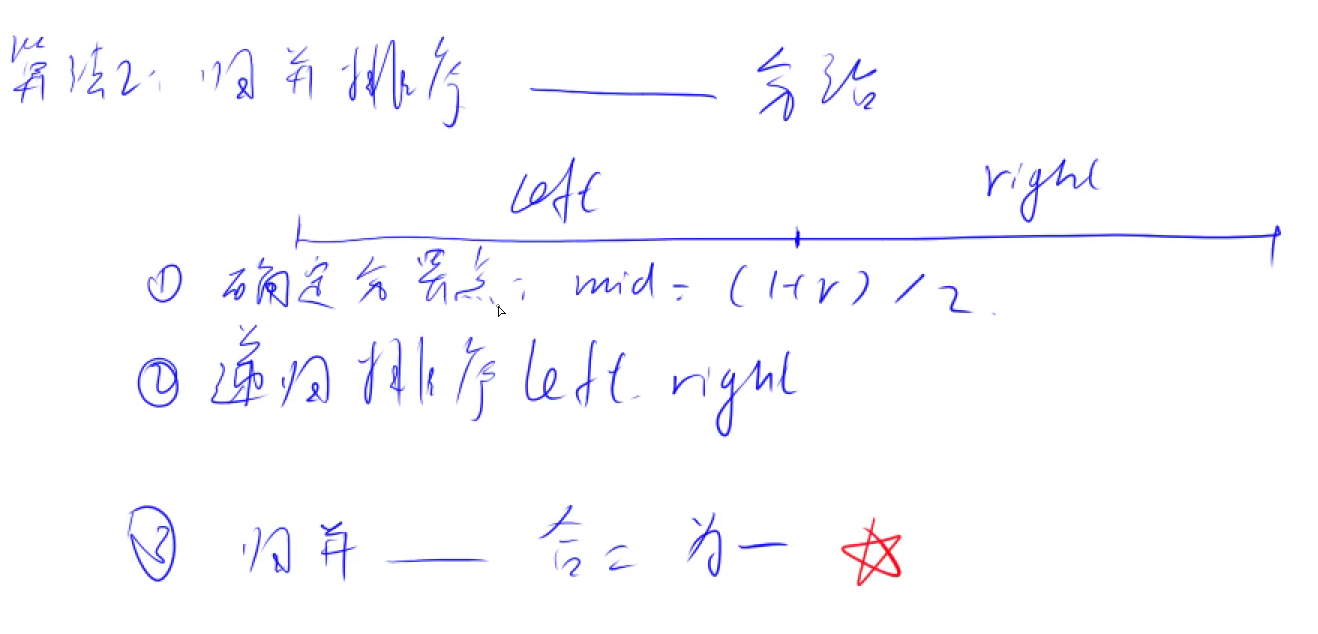 算法2: 归并排序 —— 分治
left right
① 确定分界点: mid = (l+r)/2.
② 递归排序 left, right
③ 归并 —— 合二为一